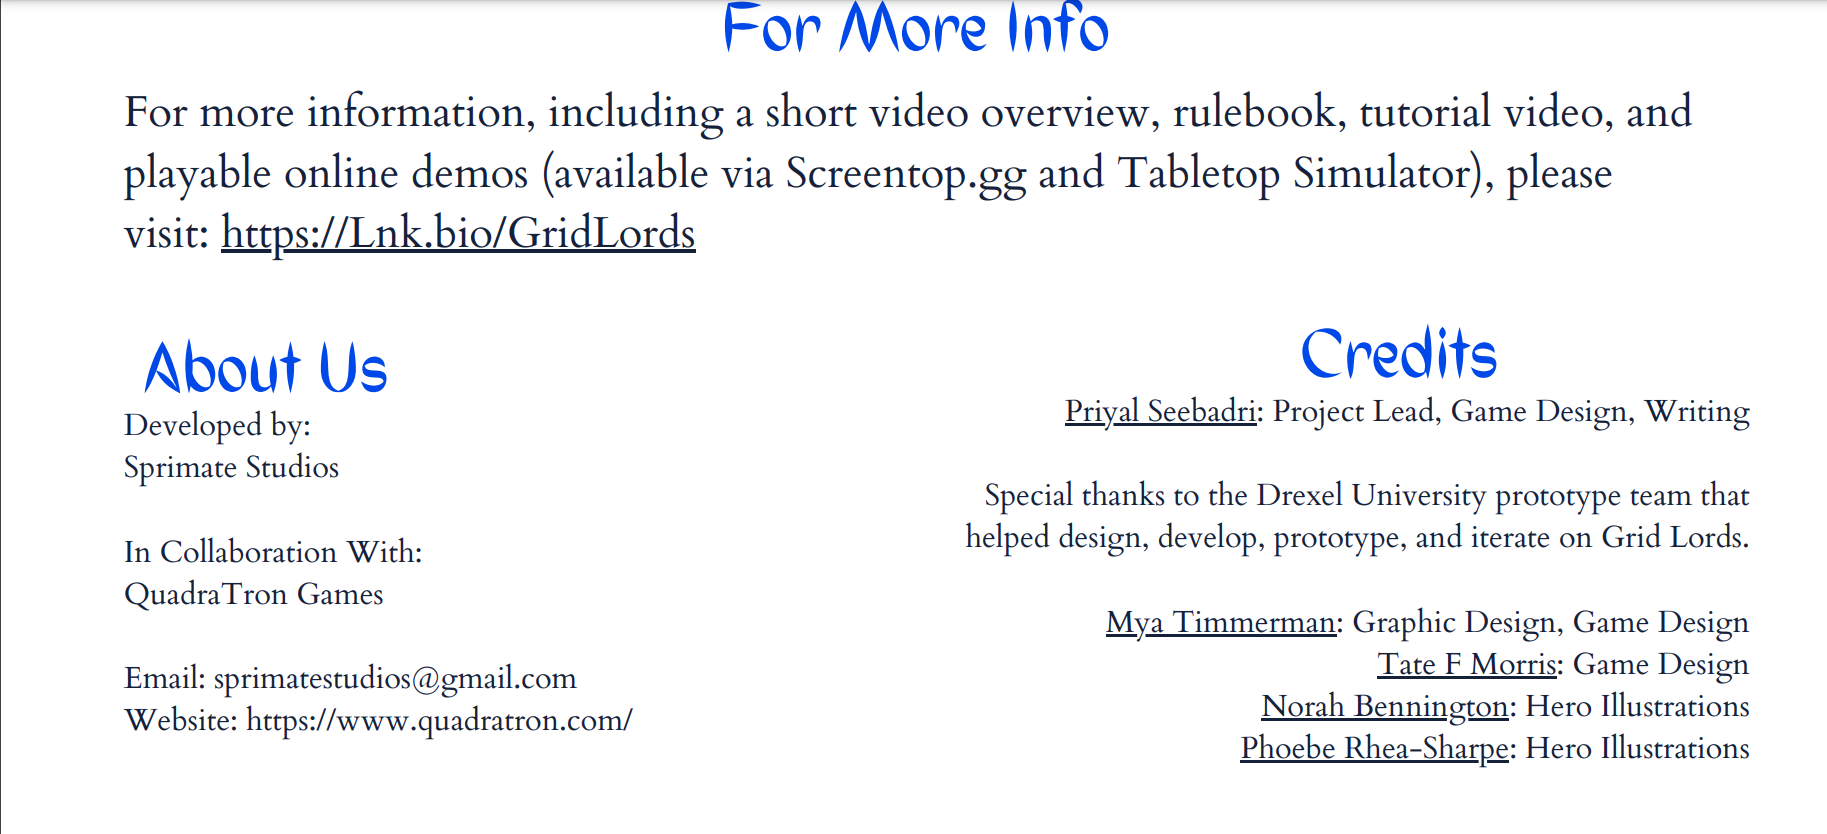 For More Info
For more information, including a short video overview, rulebook, tutorial video, and
playable online demos (available via Screentop.gg and Tabletop Simulator), please
visit: https://Lnk.bio/GridLords
About Us
Developed by:
Sprimate Studios
In Collaboration With:
QuadraTron Games
Email: sprimatestudios@gmail.com
Website: https://www.quadratron.com/
Credits
Priyal Seebadri: Project Lead, Game Design, Writing
Special thanks to the Drexel University prototype team that
helped design, develop, prototype, and iterate on Grid Lords.
Mya Timmerman: Graphic Design, Game Design
Tate F Morris: Game Design
Norah Bennington: Hero Illustrations
Phoebe Rhea-Sharpe: Hero Illustrations